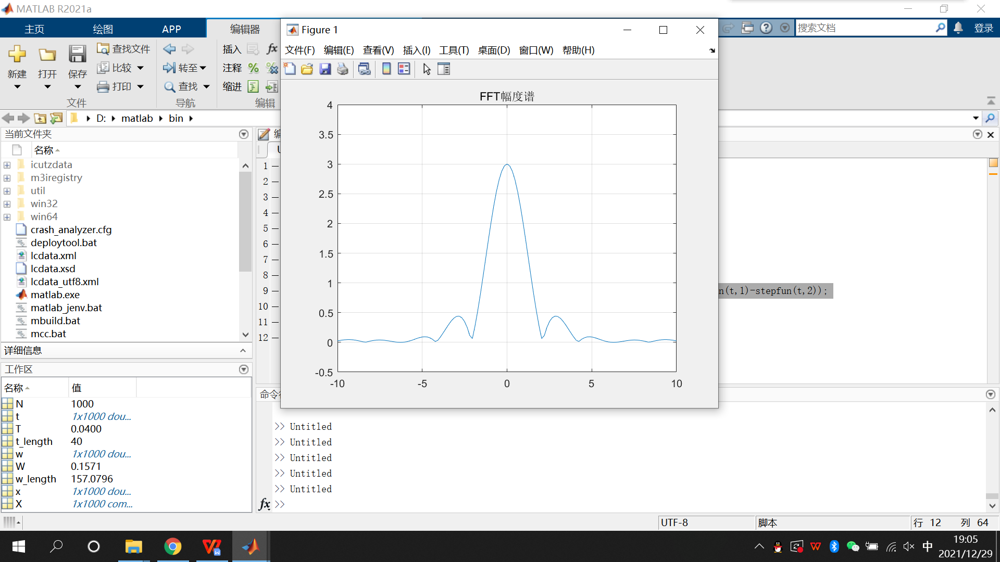 MATLAB R2021a
主页 绘图 APP 编辑器
搜索文档 登录
新建 打开 保存
查找文件
比较
打印
转至
查找
插入
注释
缩进
文件 导航 编辑
D: matlab bin
当前文件夹
名称
icutzdata
m3iregistry
util
win32
win64
crash_analyzer.cfg
deploytool.bat
lcdata.xml
lcdata.xsd
lcdata_utf8.xml
matlab.exe
matlab_jenv.bat
mbuild.bat
mcc.bat
详细信息
工作区
名称 值
N 1000
t 1x1000 dou...
T 0.0400
t_length 40
w 1x1000 dou...
W 0.1571
w_length 157.0796
x 1x1000 dou...
X 1x1000 com...
1
2
3
4
5
6
7
8
9
10
11
12
n(t,1)-stepfun(t,2));
Figure 1
文件(F) 编辑(E) 查看(V) 插入(I) 工具(T) 桌面(D) 窗口(W) 帮助(H)
FFT幅度谱
4
3.5
3
2.5
2
1.5
1
0.5
0
-0.5
-10 -5 0 5 10
命令
>> Untitled
>> Untitled
>> Untitled
>> Untitled
>> Untitled
fx >>
UTF-8 脚本 行 12 列 64
中
19:05
2021/12/29